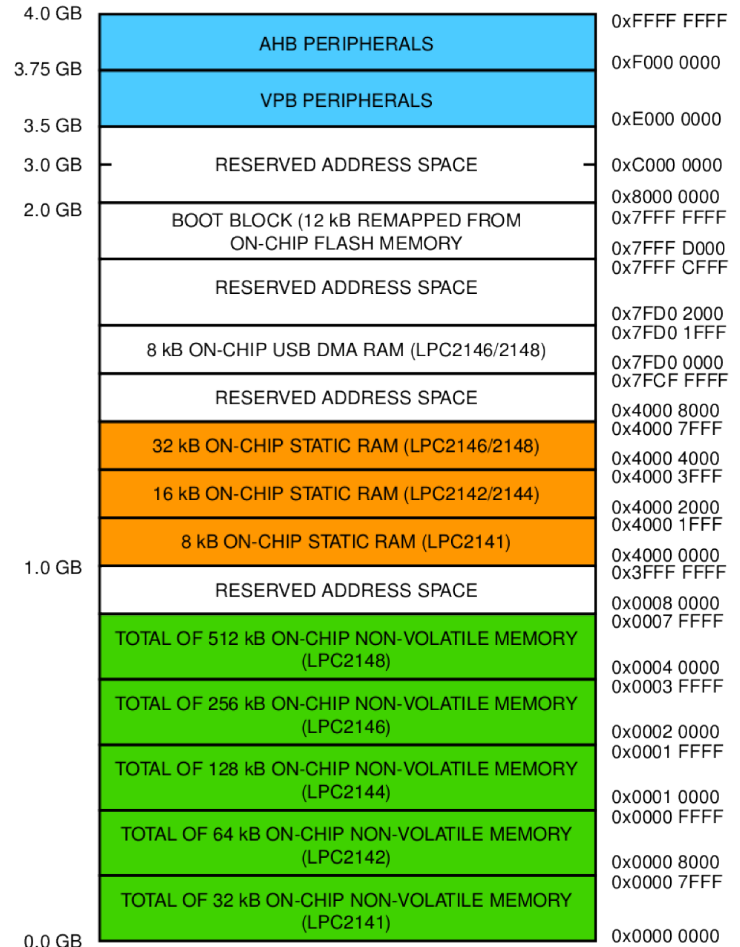 4.0 GB
0xFFFF FFFF
AHB PERIPHERALS
0xF000 0000
3.75 GB
VPB PERIPHERALS
0xE000 0000
3.5 GB
3.0 GB
RESERVED ADDRESS SPACE
0xC000 0000
0x8000 0000
2.0 GB
0x7FFF FFFF
BOOT BLOCK (12 kB REMAPPED FROM
ON-CHIP FLASH MEMORY
0x7FFF D000
0x7FFF CFFF
RESERVED ADDRESS SPACE
0x7FD0 2000
0x7FD0 1FFF
8 kB ON-CHIP USB DMA RAM (LPC2146/2148)
0x7FD0 0000
0x7FCF FFFF
RESERVED ADDRESS SPACE
0x4000 8000
0x4000 7FFF
32 kB ON-CHIP STATIC RAM (LPC2146/2148)
0x4000 4000
0x4000 3FFF
16 kB ON-CHIP STATIC RAM (LPC2142/2144)
0x4000 2000
0x4000 1FFF
8 kB ON-CHIP STATIC RAM (LPC2141)
0x4000 0000
1.0 GB
0x3FFF FFFF
RESERVED ADDRESS SPACE
0x0008 0000
0x0007 FFFF
TOTAL OF 512 kB ON-CHIP NON-VOLATILE MEMORY
(LPC2148)
0x0004 0000
0x0003 FFFF
TOTAL OF 256 kB ON-CHIP NON-VOLATILE MEMORY
(LPC2146)
0x0002 0000
0x0001 FFFF
TOTAL OF 128 kB ON-CHIP NON-VOLATILE MEMORY
(LPC2144)
0x0001 0000
0x0000 FFFF
TOTAL OF 64 kB ON-CHIP NON-VOLATILE MEMORY
(LPC2142)
0x0000 8000
0x0000 7FFF
TOTAL OF 32 kB ON-CHIP NON-VOLATILE MEMORY
(LPC2141)
0.0 GB
0x0000 0000